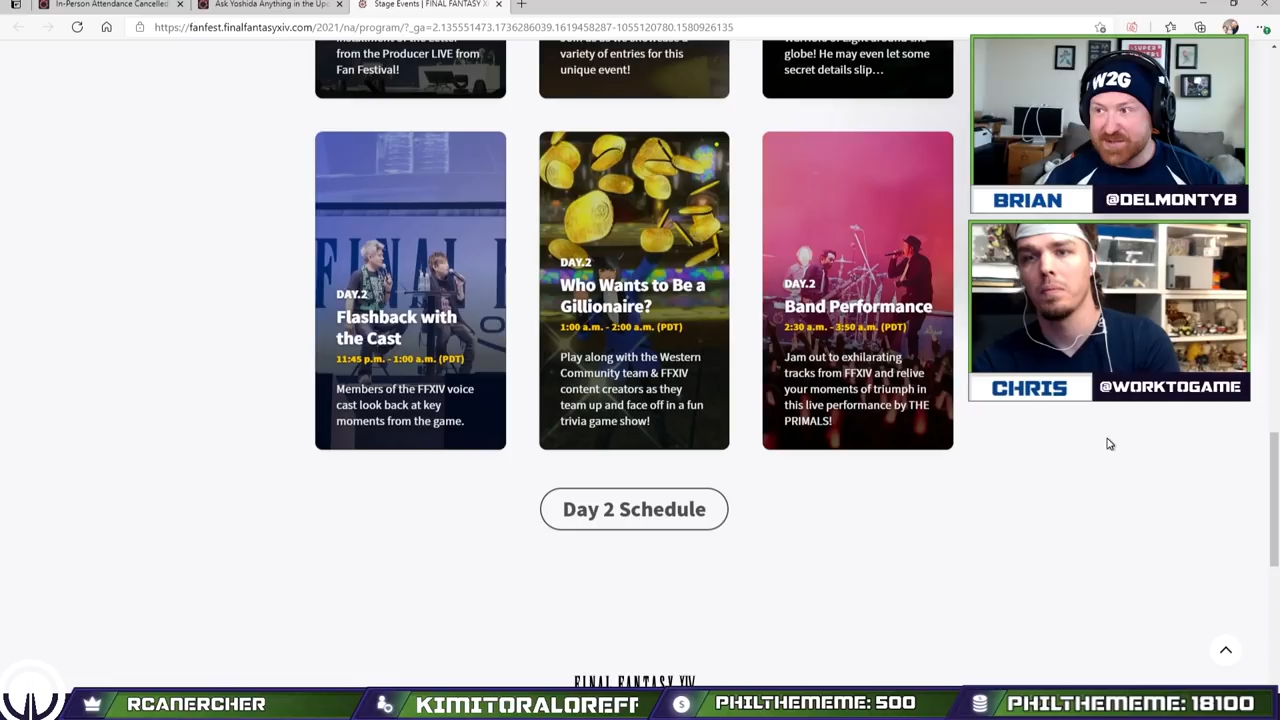 In-Person Attendance Cancelled
Ask Yoshida Anything in the Up
Stage Events | FINAL FANTASY XI
https://fanfest.finalfantasyxiv.com/2021/na/program/?_ga=2.135551473.1736286039.1619458287-1055120780.1580926135
from the Producer LIVE from
Fan Festival!
variety of entries for this
unique event!
globe! He may even let some
secret details slip...
DAY.2
Flashback with
the Cast
11:45 p.m. - 1:00 a.m. (PDT)
Members of the FFXIV voice
cast look back at key
moments from the game.
DAY.2
Who Wants to Be a
Gillionaire?
1:00 a.m. - 2:00 a.m. (PDT)
Play along with the Western
Community team & FFXIV
content creators as they
team up and face off in a fun
trivia game show!
DAY.2
Band Performance
2:30 a.m. - 3:50 a.m. (PDT)
Jam out to exhilarating
tracks from FFXIV and relive
your moments of triumph in
this live performance by THE
PRIMALS!
W2G
BRIAN @DELMONTYB
CHRIS @WORKTOGAME
Day 2 Schedule
FINAL FANTASY XIV
RCANERCHER
KIMITORALOREFF
PHILTHEMEME: 500
PHILTHEMEME: 18100